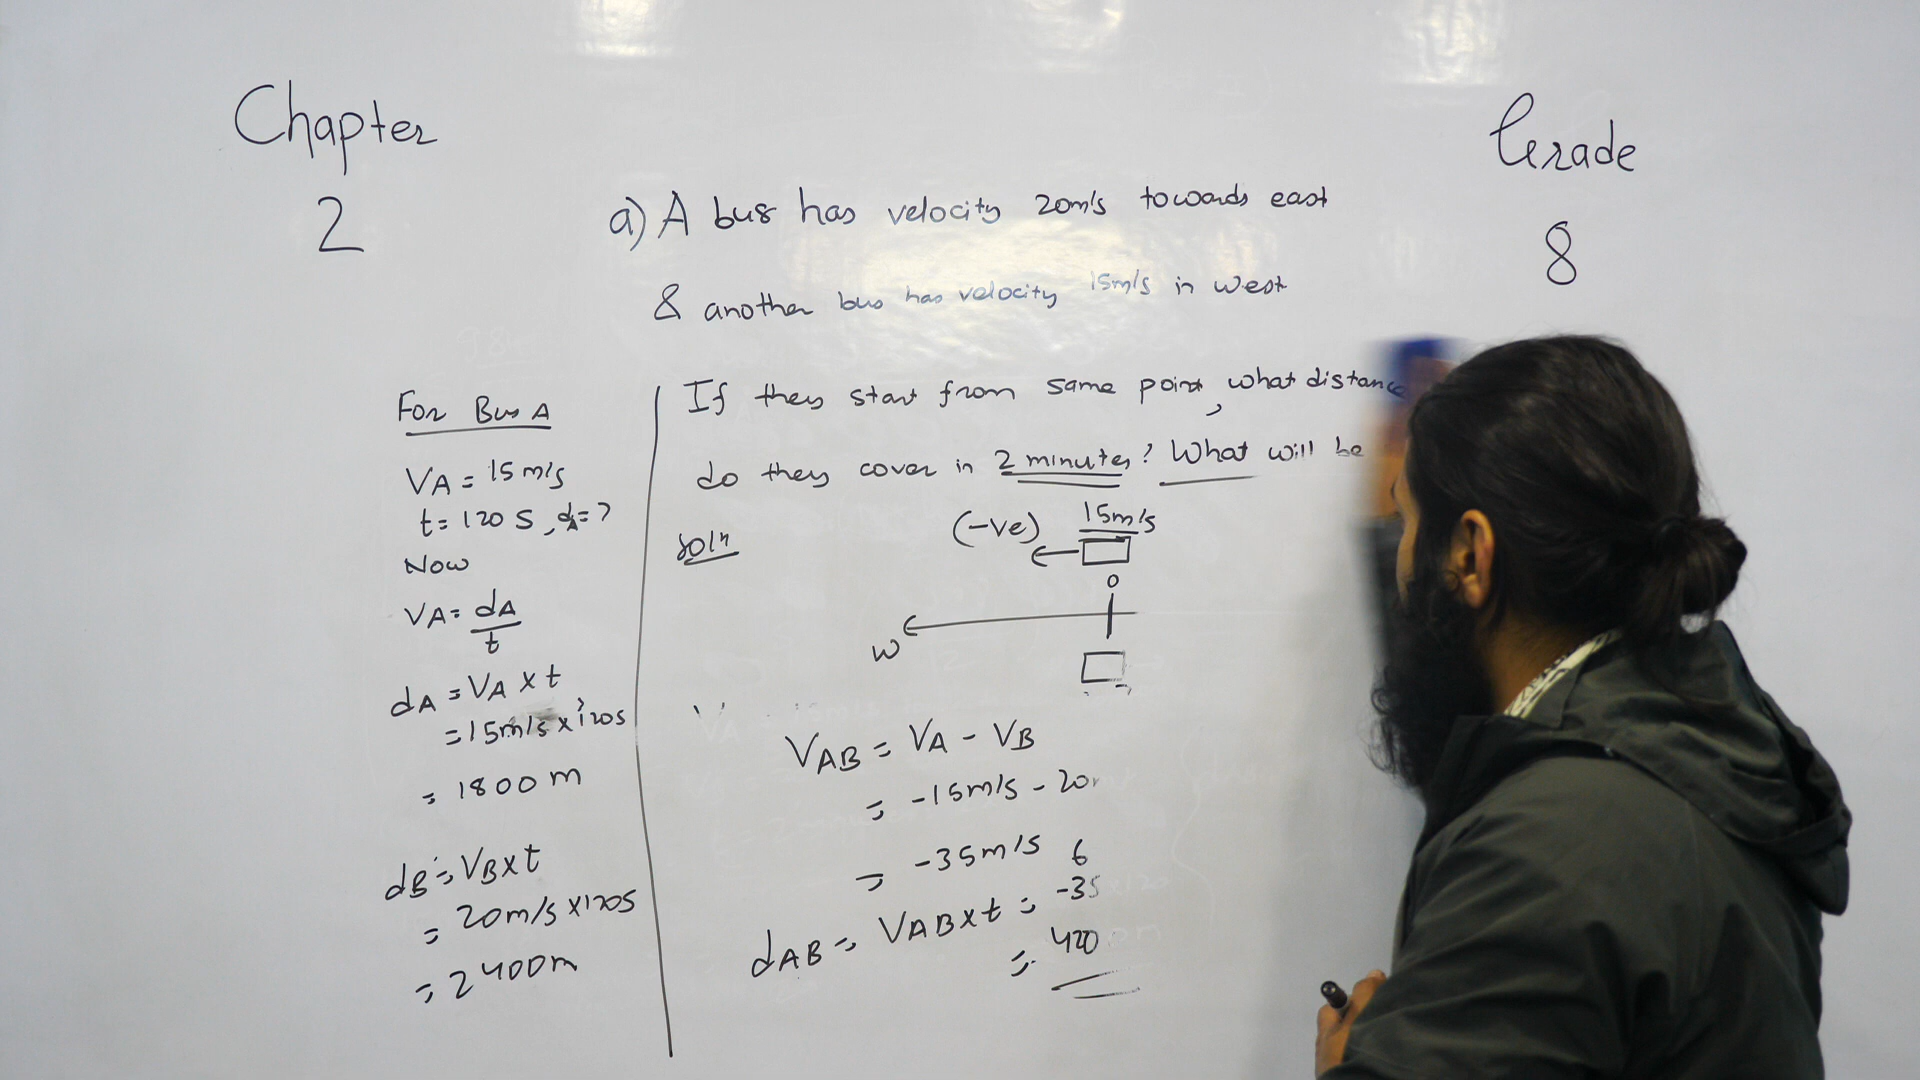 Chapter
2
Grade
8
a) A bus has velocity 20m/s towards east
& another bus has velocity 15m/s in west
If they start from same point, what distance
do they cover in 2 minutes? What will be
For Bus A
VA = 15 m/s
t = 120 S, dA = ?
Now
VA = dA
t
dA = VA x t
= 15m/s x 120s
= 1800 m
dB = VB x t
= 20m/s x 120s
= 2400m
Soln
(-ve)
15m/s
0
W
VAB = VA - VB
= -15m/s - 20
= -35m/s
6
dAB = VAB x t = -35
= 420